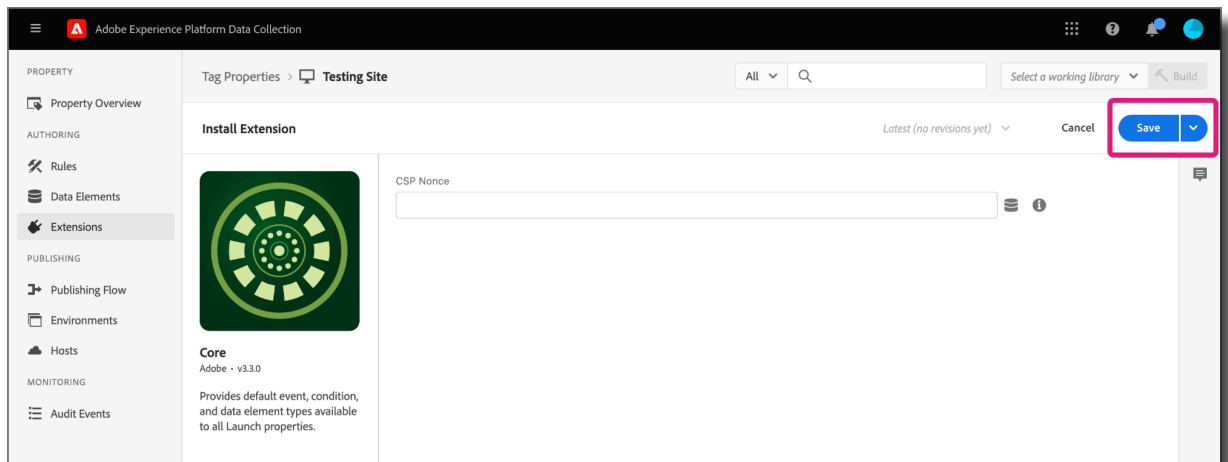 Adobe Experience Platform Data Collection
PROPERTY
Property Overview
AUTHORING
Rules
Data Elements
Extensions
PUBLISHING
Publishing Flow
Environments
Hosts
MONITORING
Audit Events
Tag Properties > Testing Site
All
Select a working library
Build
Install Extension
Latest (no revisions yet)
Cancel
Save
Core
Adobe • v3.3.0
Provides default event, condition,
and data element types available
to all Launch properties.
CSP Nonce